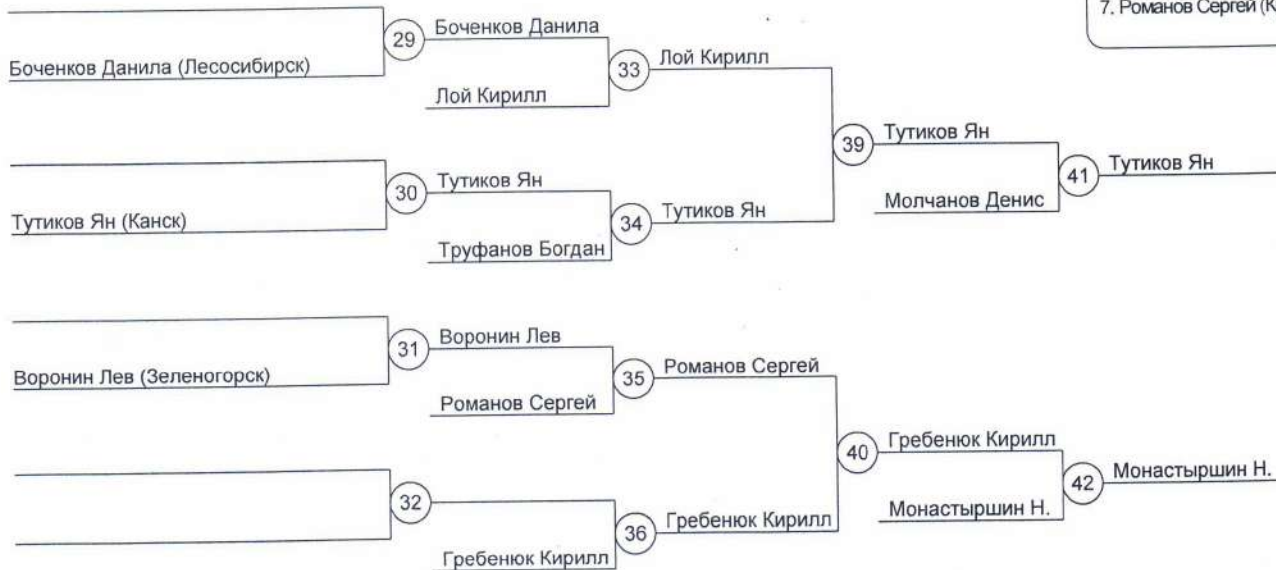 7. Романов Сергей (К
29 Боченков Данила
Боченков Данила (Лесосибирск)
33 Лой Кирилл
Лой Кирилл
39 Тутиков Ян
30 Тутиков Ян
41 Тутиков Ян
Молчанов Денис
Тутиков Ян (Канск)
34 Тутиков Ян
Труфанов Богдан
31 Воронин Лев
Воронин Лев (Зеленогорск)
35 Романов Сергей
Романов Сергей
40 Гребенюк Кирилл
42 Монастыршин Н.
32
Монастыршин Н.
36 Гребенюк Кирилл
Гребенюк Кирилл